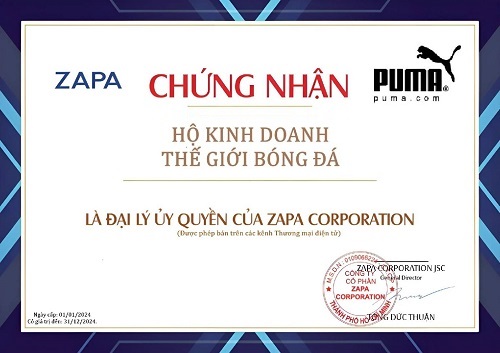 ZAPA
CHỨNG NHẬN
PUMA®
puma.com
HỘ KINH DOANH
THẾ GIỚI BÓNG ĐÁ
LÀ ĐẠI LÝ ỦY QUYỀN CỦA ZAPA CORPORATION
(Được phép bán trên các kênh Thương mại điện tử)
ZAPA CORPORATION JSC
General Director
CÔNG TY
CỔ PHẦN
ZAPA
CORPORATION
THÀNH PHỐ HỒ CHÍ MINH
TỐNG ĐỨC THUẬN
Ngày cấp: 01/01/2024
Có giá trị đến: 31/12/2024.